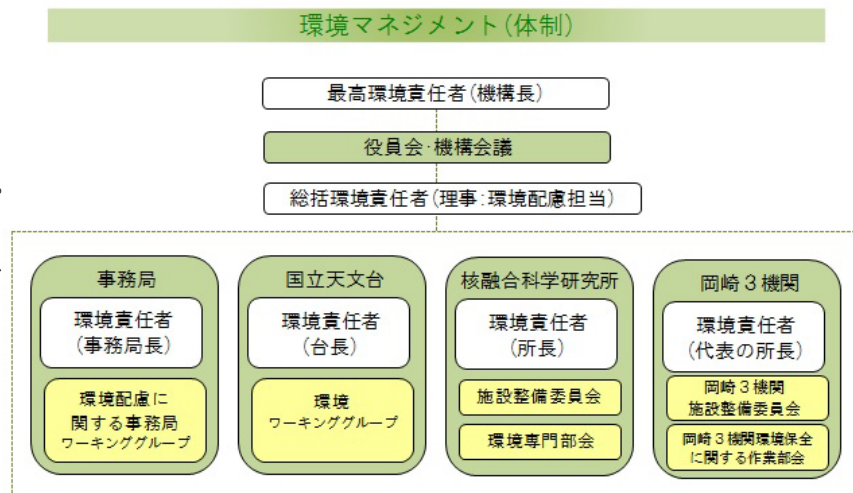 環境マネジメント(体制)
最高環境責任者(機構長)
役員会･機構会議
総括環境責任者(理事:環境配慮担当)
事務局
環境責任者
(事務局長)
環境配慮に
関する事務局
ワーキンググループ
国立天文台
環境責任者
(台長)
環境
ワーキンググループ
核融合科学研究所
環境責任者
(所長)
施設整備委員会
環境専門部会
岡崎3機関
環境責任者
(代表の所長)
岡崎3機関
施設整備委員会
岡崎3機関環境保全
に関する作業部会